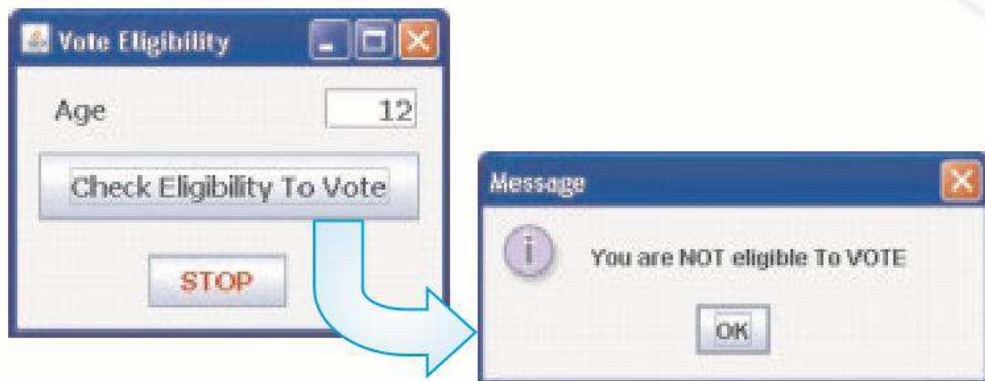 Vote Eligibility
Age 12
Check Eligibility To Vote
STOP
Message
i
You are NOT eligible To VOTE
OK